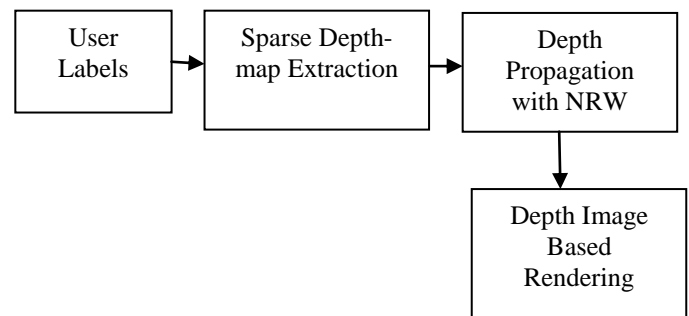 User
Labels
Sparse Depth-
map Extraction
Depth
Propagation
with NRW
Depth Image
Based
Rendering